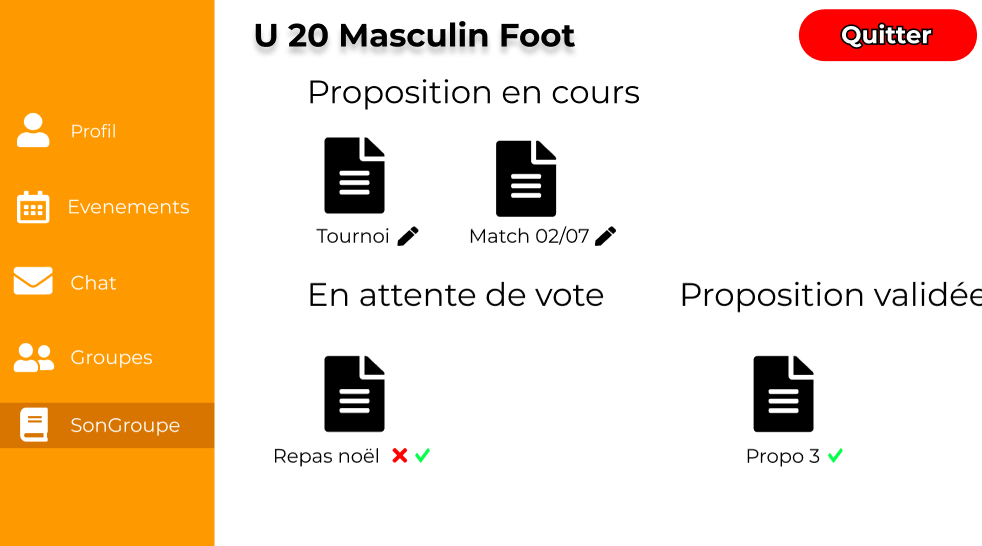 U 20 Masculin Foot
Quitter
Profil
Evenements
Chat
Groupes
SonGroupe
Proposition en cours
Tournoi
Match 02/07
En attente de vote
Proposition validée
Repas noël
Propo 3